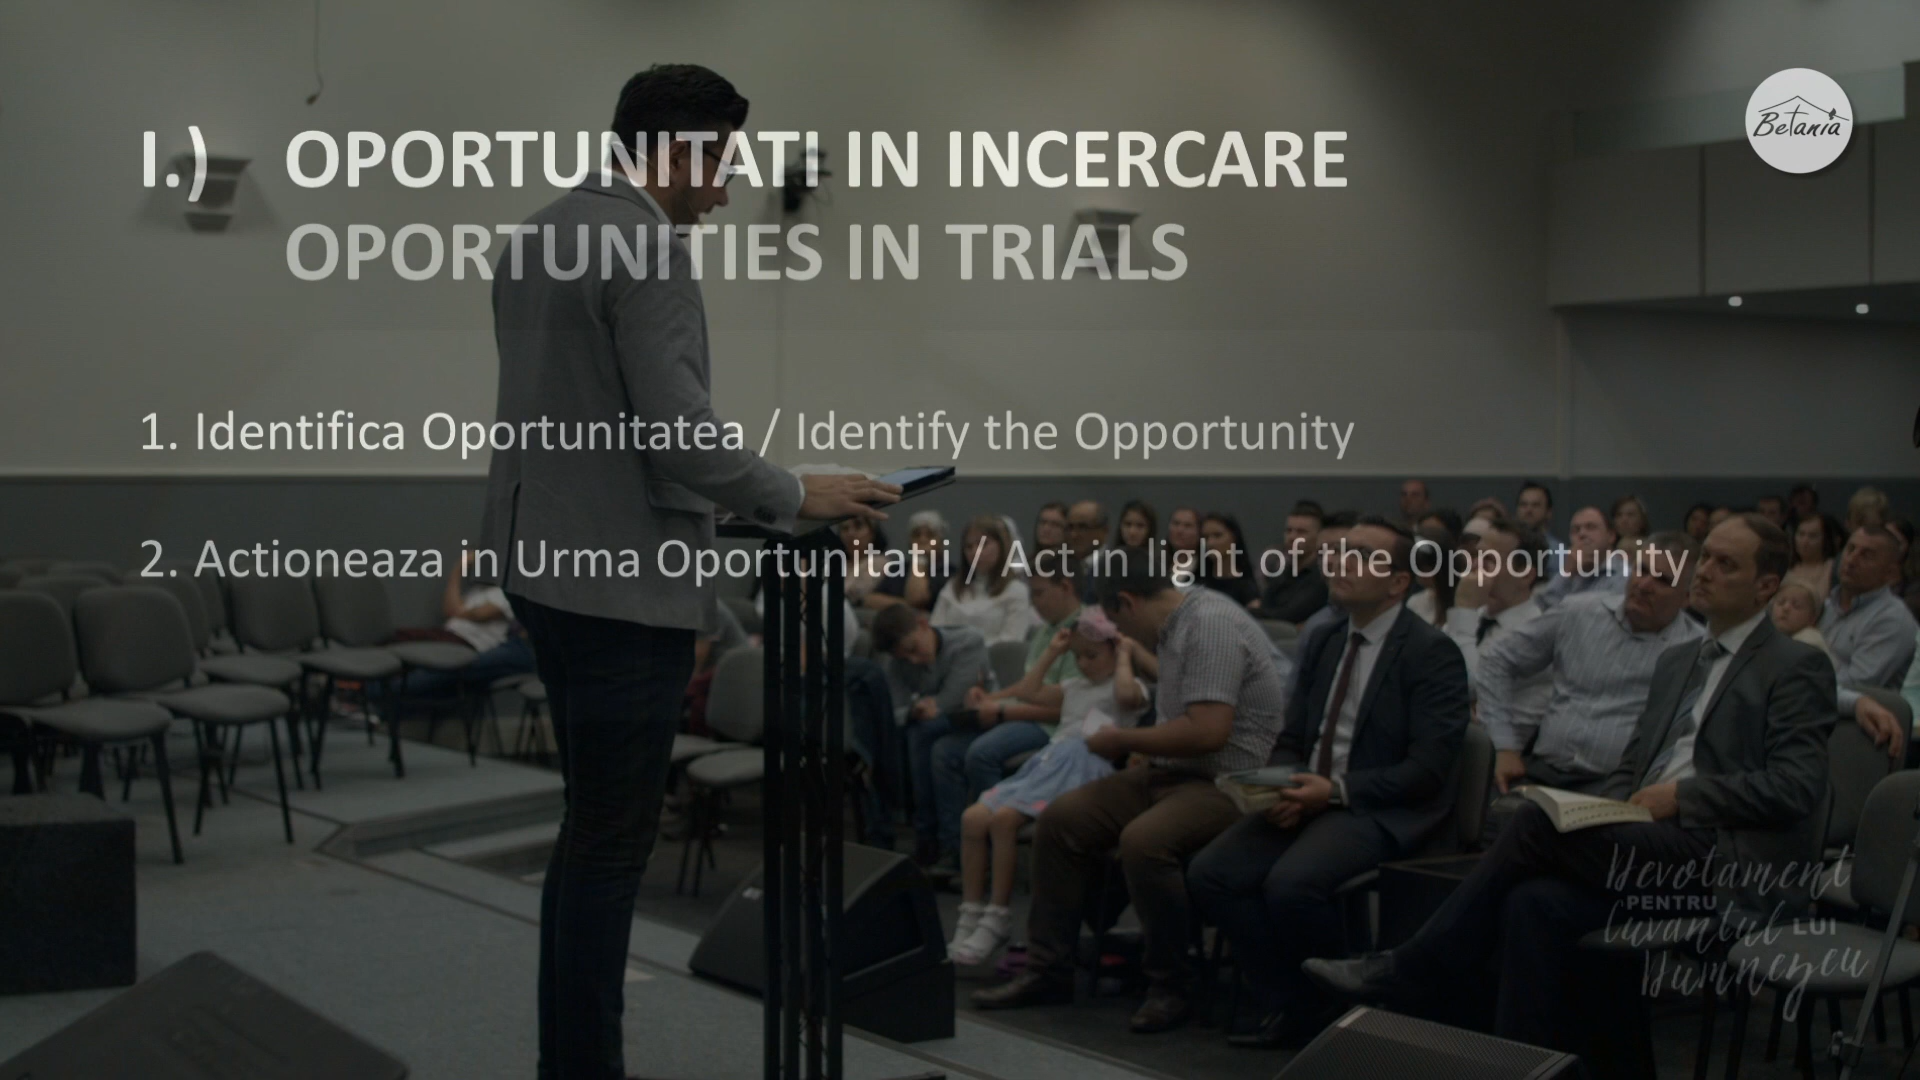 Betania
I.) OPORTUNITATI IN INCERCARE
OPORTUNITIES IN TRIALS
1. Identifica Oportunitatea / Identify the Opportunity
2. Actioneaza in Urma Oportunitatii / Act in light of the Opportunity
Devotament
PENTRU
Cuvantul LUI
Dumnezeu